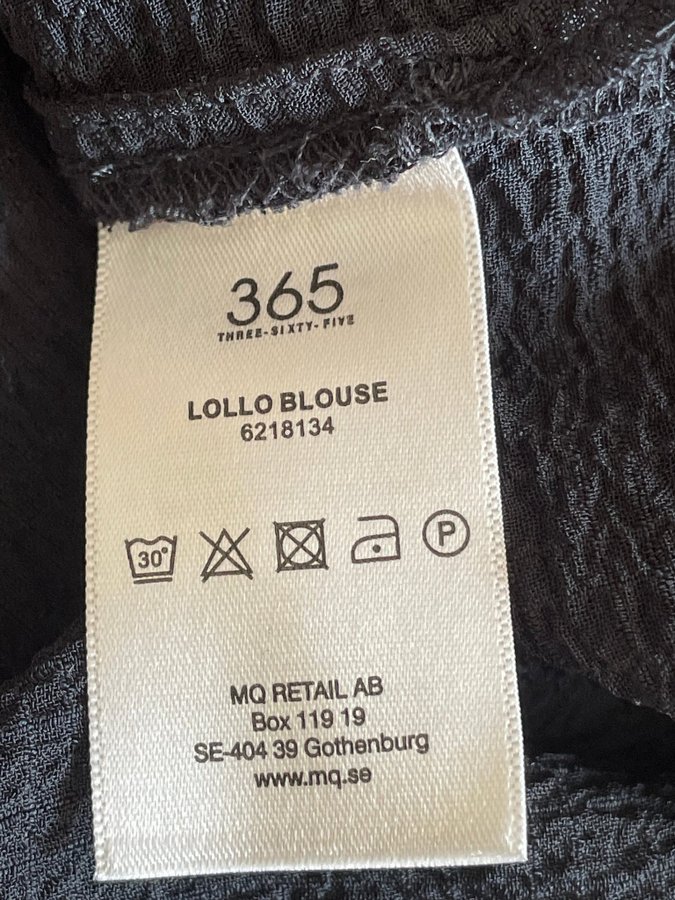 365
THREE-SIXTY-FIVE
LOLLO BLOUSE
6218134
30°
P
MQ RETAIL AB
Box 119 19
SE-404 39 Gothenburg
www.mq.se